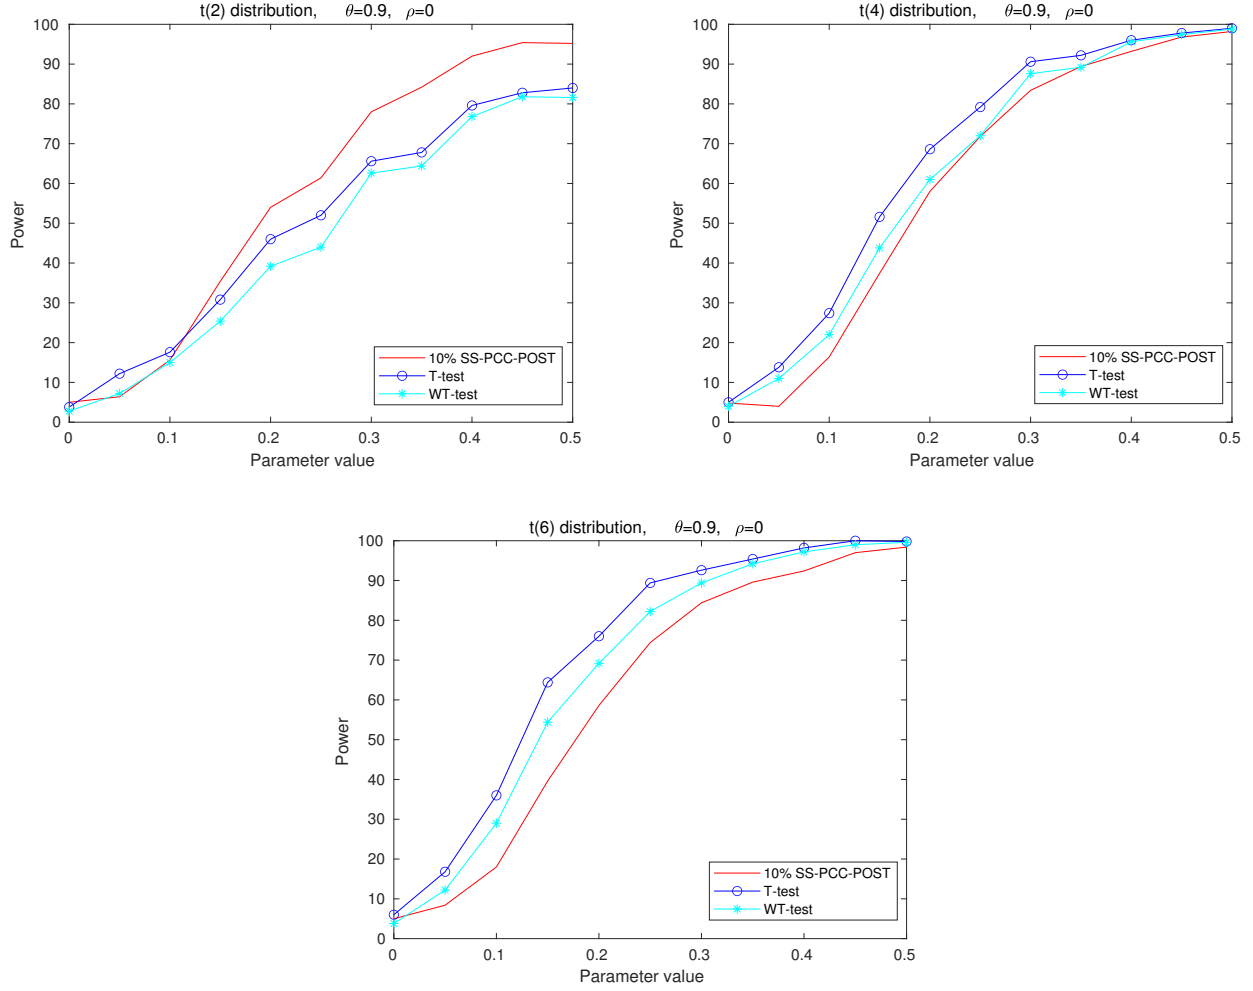 t(2) distribution, θ=0.9, ρ=0
100
90
80
70
60
50
40
30
20
10
0
Power
0 0.1 0.2 0.3 0.4 0.5
Parameter value
10% SS-PCC-POST
T-test
WT-test
t(4) distribution, θ=0.9, ρ=0
100
90
80
70
60
50
40
30
20
10
0
Power
0 0.1 0.2 0.3 0.4 0.5
Parameter value
10% SS-PCC-POST
T-test
WT-test
t(6) distribution, θ=0.9, ρ=0
100
90
80
70
60
50
40
30
20
10
0
Power
0 0.1 0.2 0.3 0.4 0.5
Parameter value
10% SS-PCC-POST
T-test
WT-test